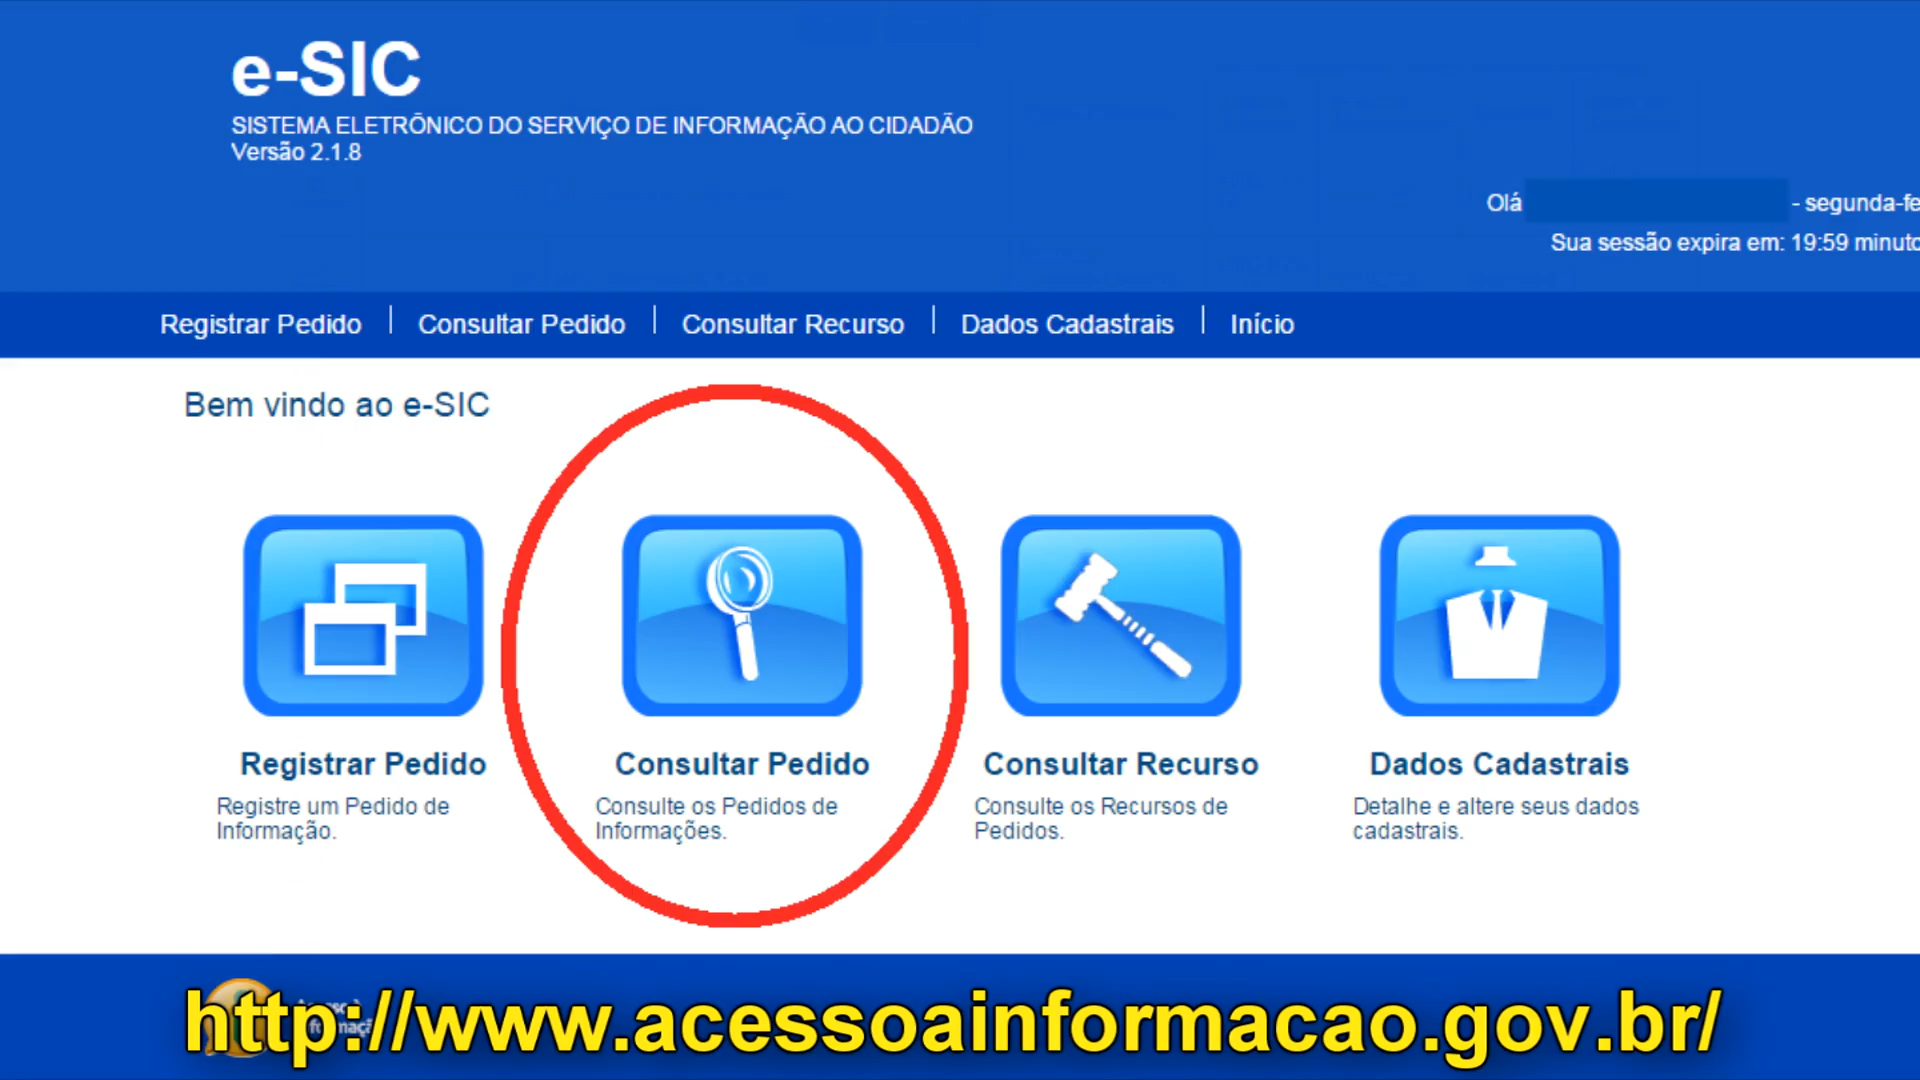 e-SIC
SISTEMA ELETRÔNICO DO SERVIÇO DE INFORMAÇÃO AO CIDADÃO
Versão 2.1.8
Olá - segunda-fe
Sua sessão expira em: 19:59 minuto
Registrar Pedido | Consultar Pedido | Consultar Recurso | Dados Cadastrais | Início
Bem vindo ao e-SIC
Registrar Pedido
Registre um Pedido de
Informação.
Consultar Pedido
Consulte os Pedidos de
Informações.
Consultar Recurso
Consulte os Recursos de
Pedidos.
Dados Cadastrais
Detalhe e altere seus dados
cadastrais.
http://www.acessoainformacao.gov.br/